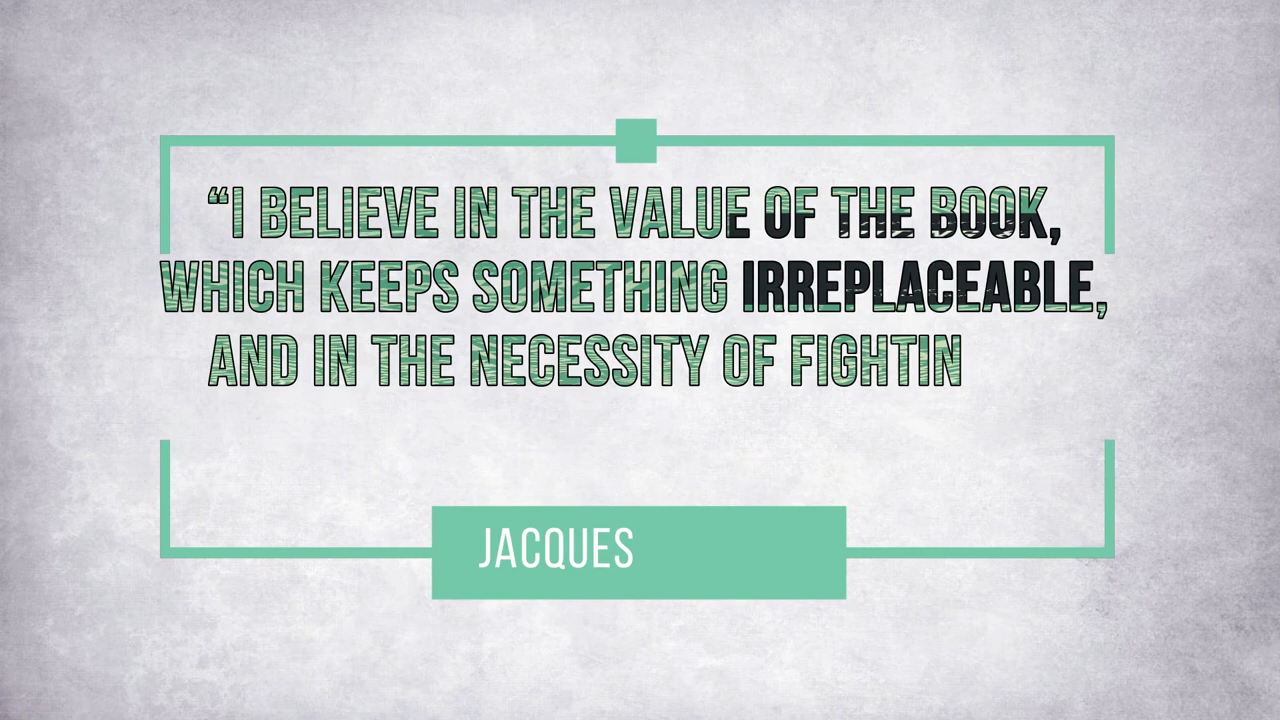 “I BELIEVE IN THE VALUE OF THE BOOK,
WHICH KEEPS SOMETHING IRREPLACEABLE,
AND IN THE NECESSITY OF FIGHTIN
JACQUES